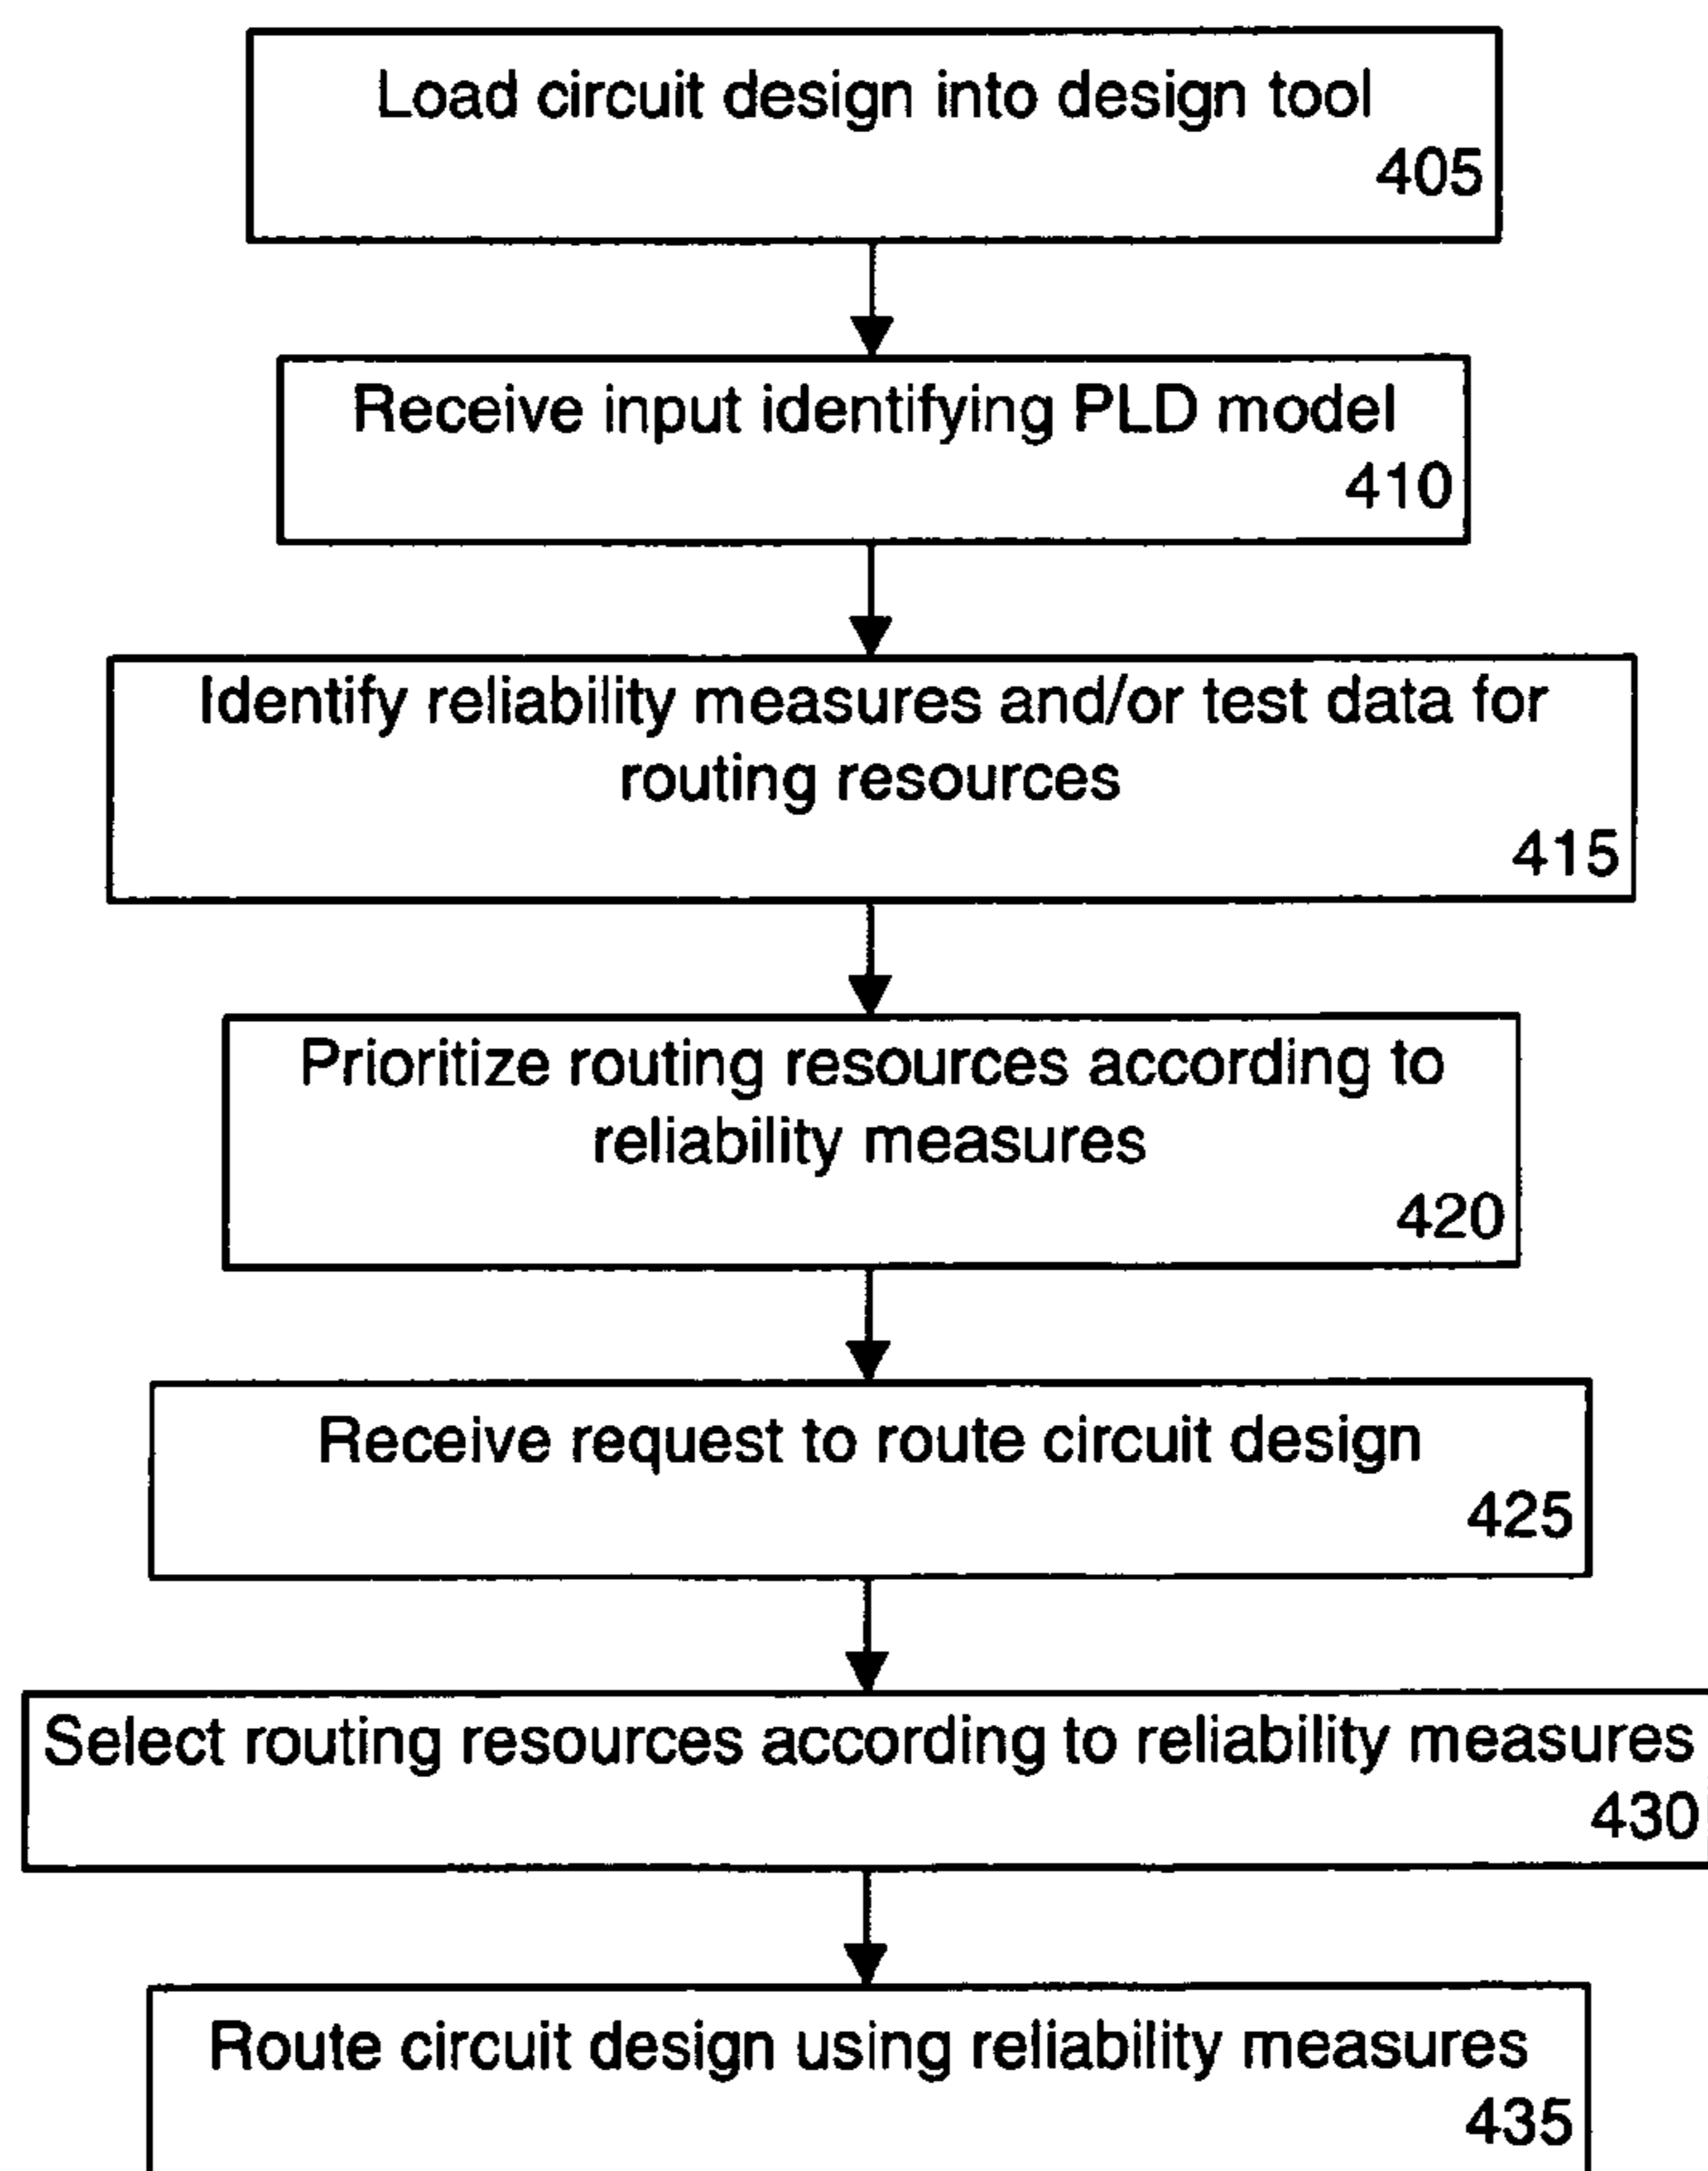 Load circuit design into design tool
405
Receive input identifying PLD model
410
Identify reliability measures and/or test data for
routing resources
415
Prioritize routing resources according to
reliability measures
420
Receive request to route circuit design
425
Select routing resources according to reliability measures
430
Route circuit design using reliability measures
435